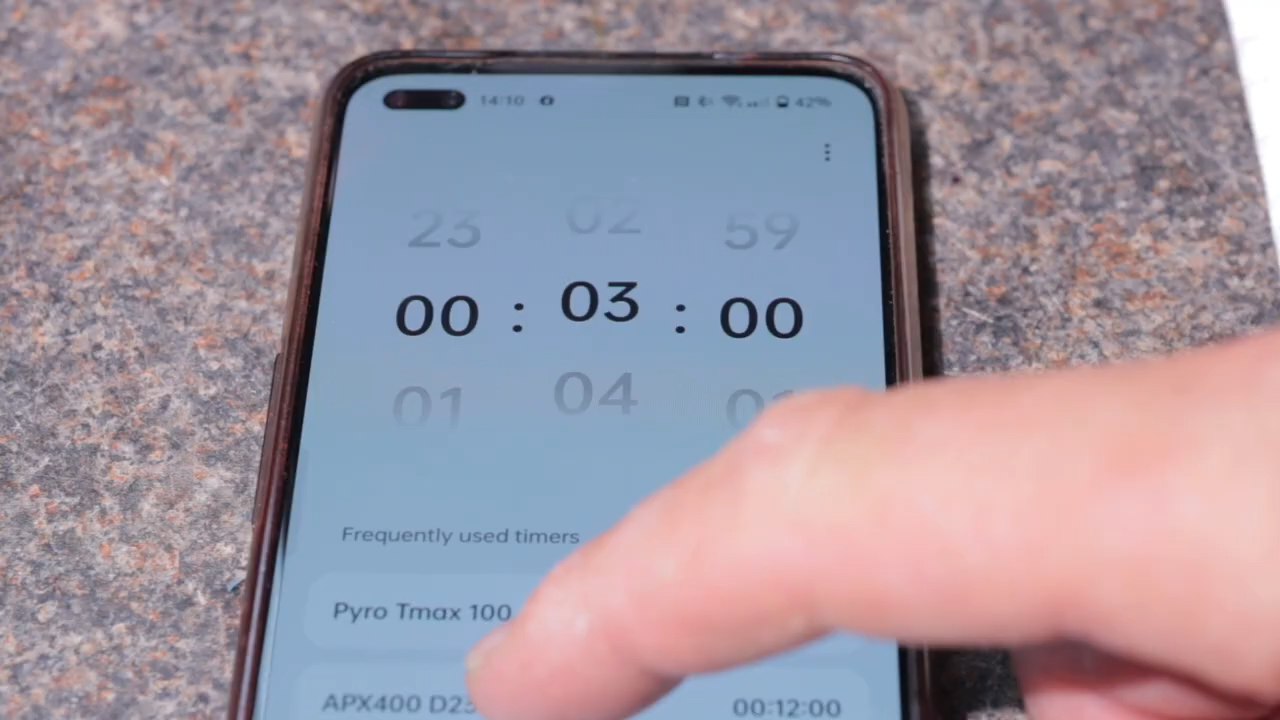 14:10 42%
23 02 59
00 : 03 : 00
01 04
Frequently used timers
Pyro Tmax 100
APX400 00:12:00